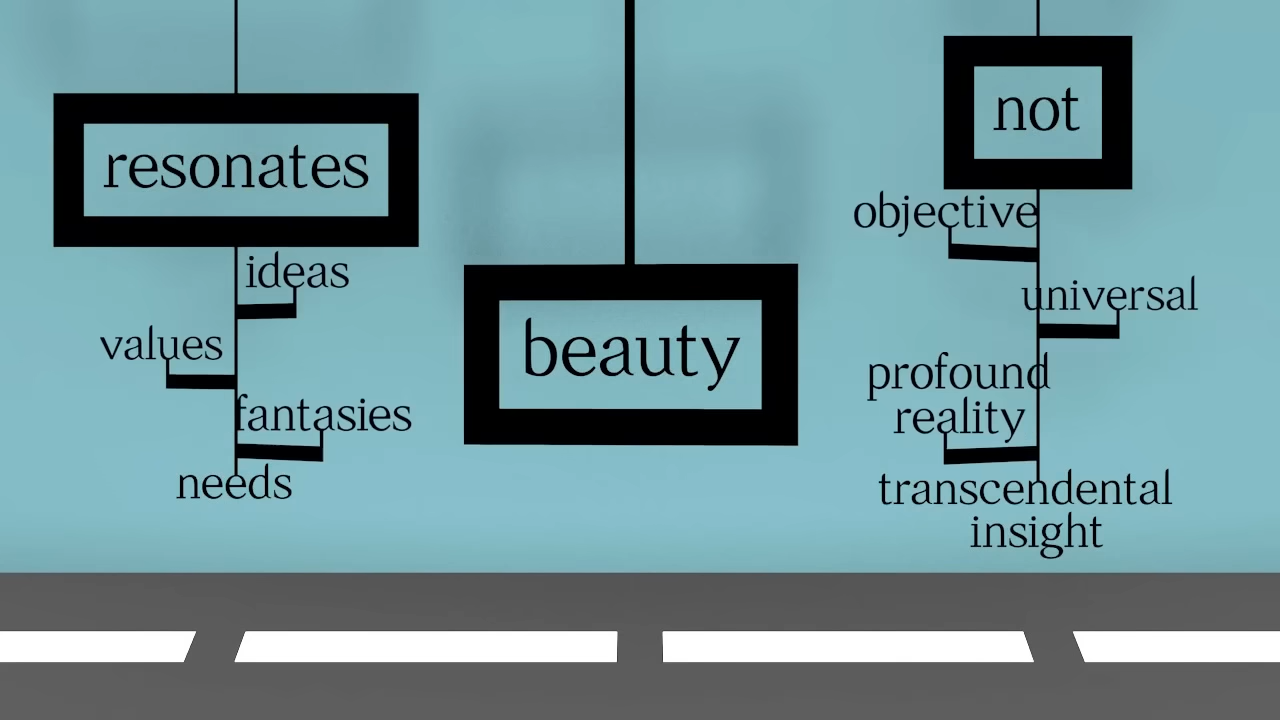 resonates
ideas
values
fantasies
needs
beauty
not
objective
universal
profound
reality
transcendental
insight